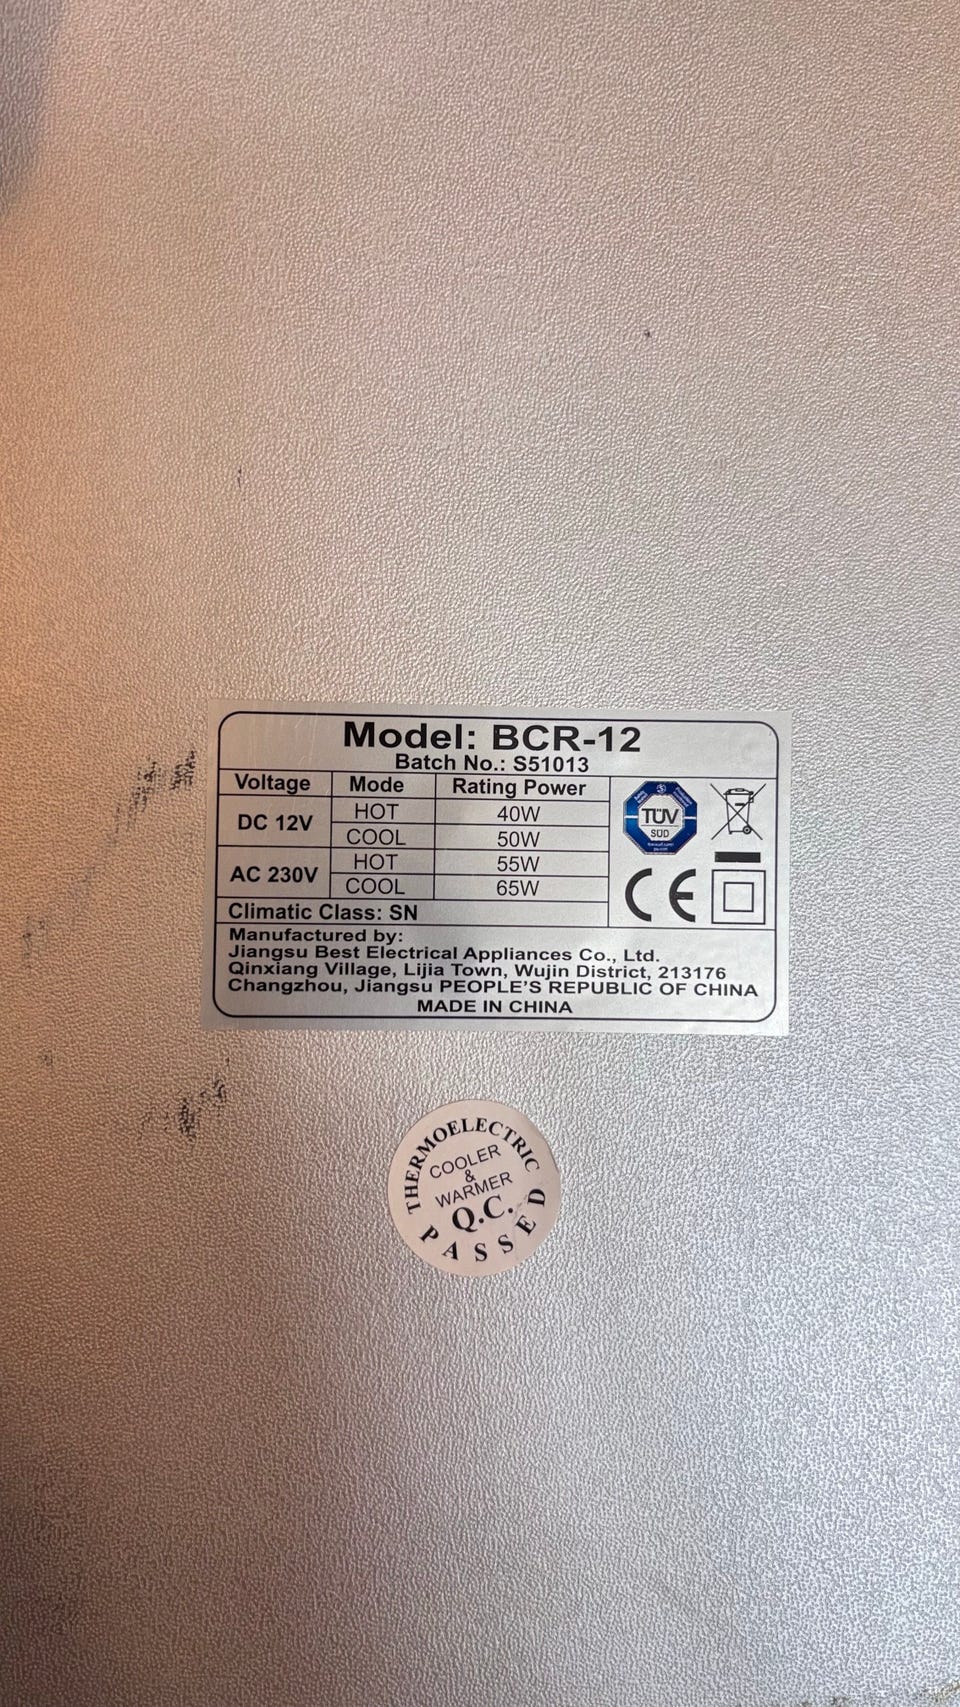 Model: BCR-12
Batch No.: S51013
Voltage Mode Rating Power
DC 12V HOT 40W
COOL 50W
AC 230V HOT 55W
COOL 65W
Climatic Class: SN
TÜV
SÜD
CE
Manufactured by:
Jiangsu Best Electrical Appliances Co., Ltd.
Qinxiang Village, Lijia Town, Wujin District, 213176
Changzhou, Jiangsu PEOPLE'S REPUBLIC OF CHINA
MADE IN CHINA
THERMOELECTRIC
COOLER
&
WARMER
Q.C.
PASSED